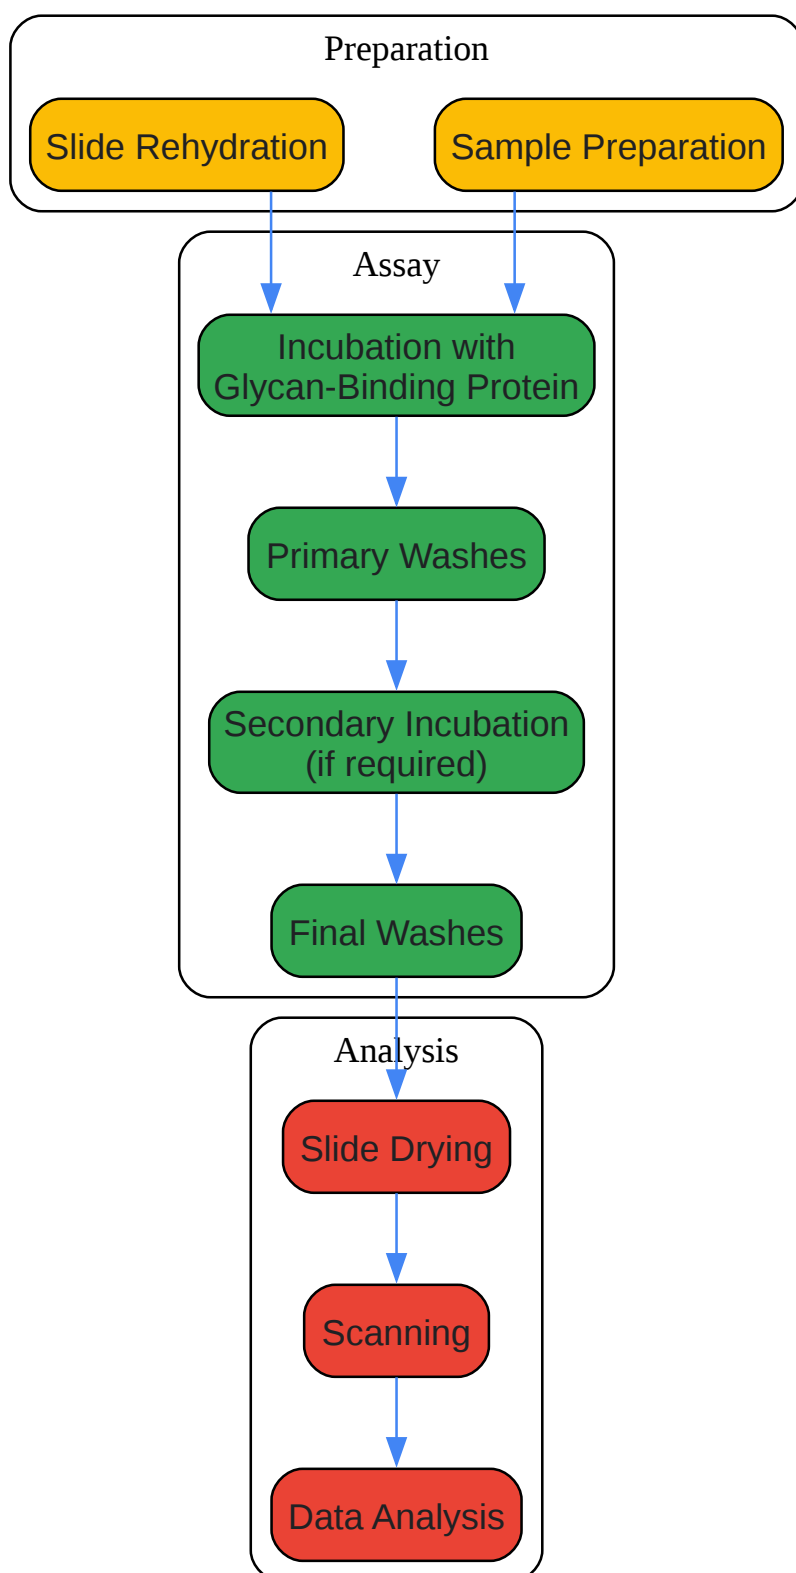 Preparation
Slide Rehydration
Sample Preparation
Assay
Incubation with
Glycan-Binding Protein
Primary Washes
Secondary Incubation
(if required)
Final Washes
Analysis
Slide Drying
Scanning
Data Analysis